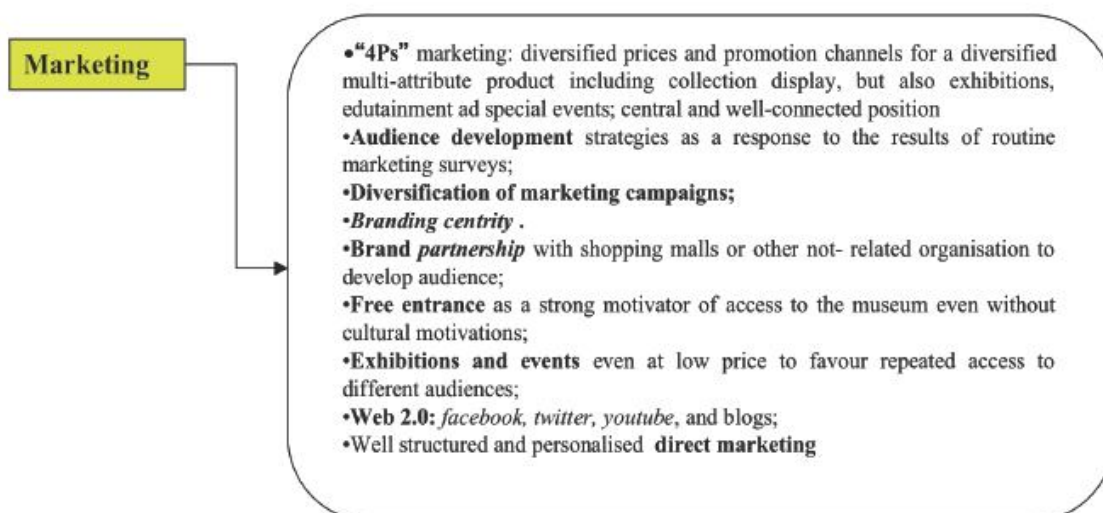 Marketing
•“4Ps” marketing: diversified prices and promotion channels for a diversified
multi-attribute product including collection display, but also exhibitions,
edutainment ad special events; central and well-connected position
•Audience development strategies as a response to the results of routine
marketing surveys;
•Diversification of marketing campaigns;
•Branding centrity .
•Brand partnership with shopping malls or other not- related organisation to
develop audience;
•Free entrance as a strong motivator of access to the museum even without
cultural motivations;
•Exhibitions and events even at low price to favour repeated access to
different audiences;
•Web 2.0: facebook, twitter, youtube, and blogs;
•Well structured and personalised direct marketing